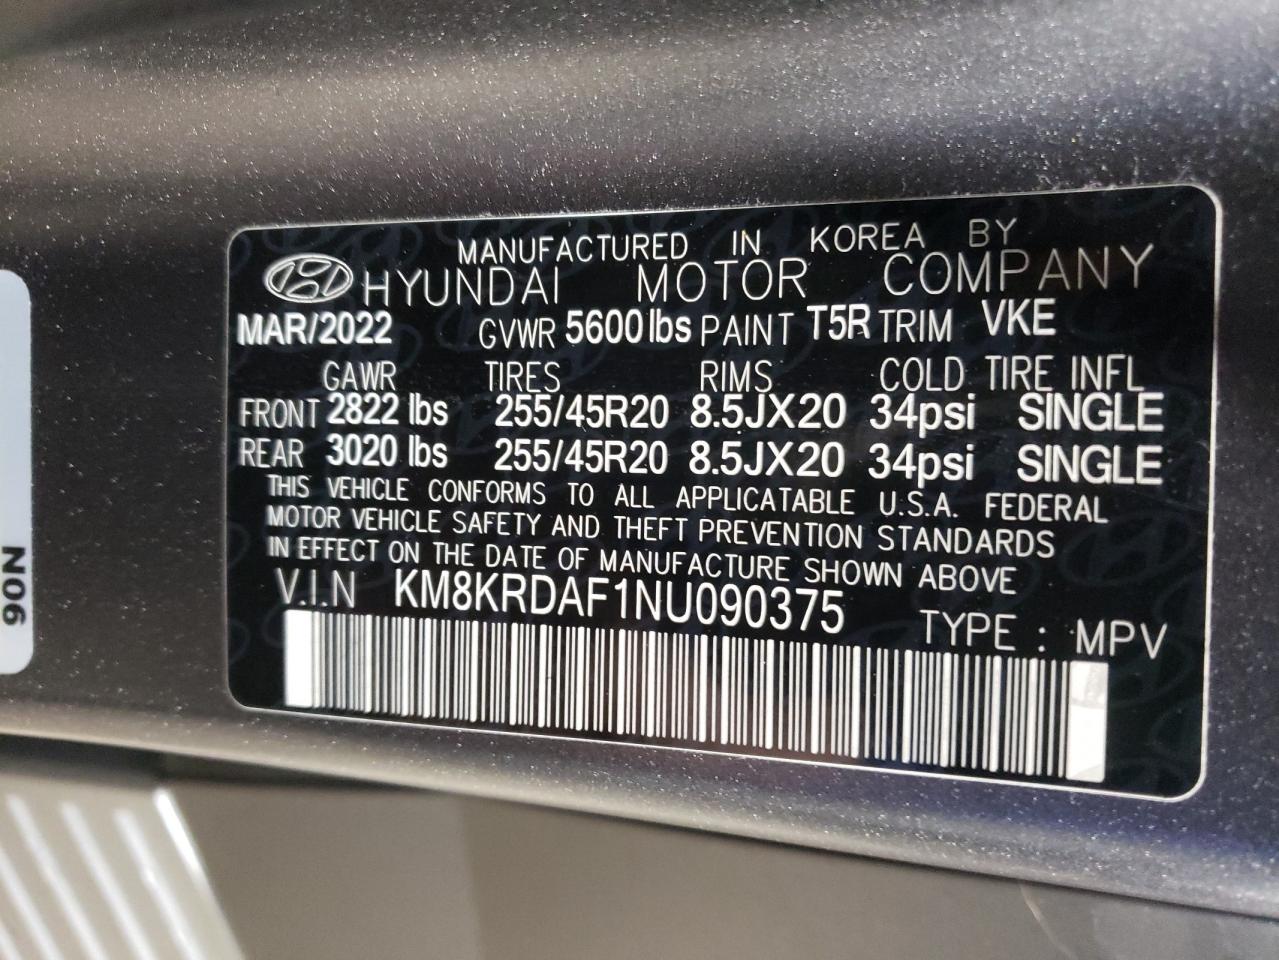 MANUFACTURED IN KOREA BY
HYUNDAI MOTOR COMPANY
MAR/2022 GVWR 5600lbs PAINT T5R TRIM VKE
GAWR TIRES RIMS COLD TIRE INFL
FRONT 2822 lbs 255/45R20 8.5JX20 34psi SINGLE
REAR 3020 lbs 255/45R20 8.5JX20 34psi SINGLE
THIS VEHICLE CONFORMS TO ALL APPLICATABLE U.S.A. FEDERAL
MOTOR VEHICLE SAFETY AND THEFT PREVENTION STANDARDS
IN EFFECT ON THE DATE OF MANUFACTURE SHOWN ABOVE
V.I.N KM8KRDAF1NU090375 TYPE : MPV
N06